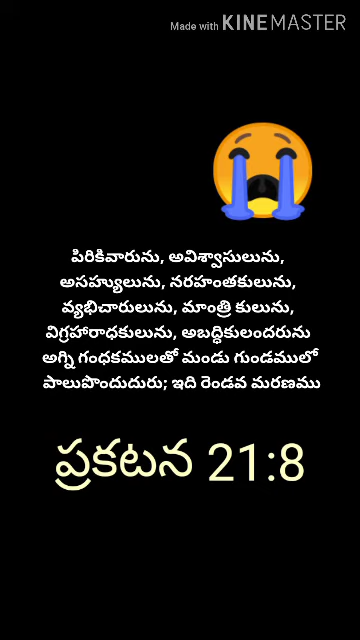 Made with KINEMASTER
పిరికివారును, అవిశ్వాసులును,
అసహ్యులును, నరహంతకులును,
వ్యభిచారులును, మాంత్రి కులును,
విగ్రహారాధకులును, అబద్ధికులందరును
అగ్ని గంధకములతో మండు గుండములో
పాలుపొందుదురు; ఇది రెండవ మరణము
ప్రకటన 21:8